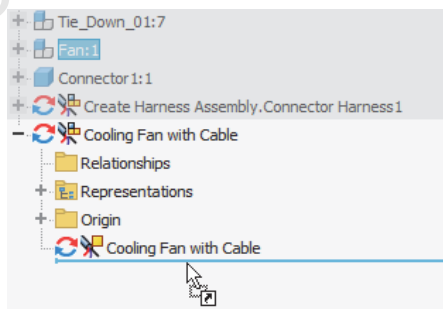 Tie_Down_01:7
Fan:1
Connector1:1
Create Harness Assembly.Connector Harness1
Cooling Fan with Cable
Relationships
Representations
Origin
Cooling Fan with Cable